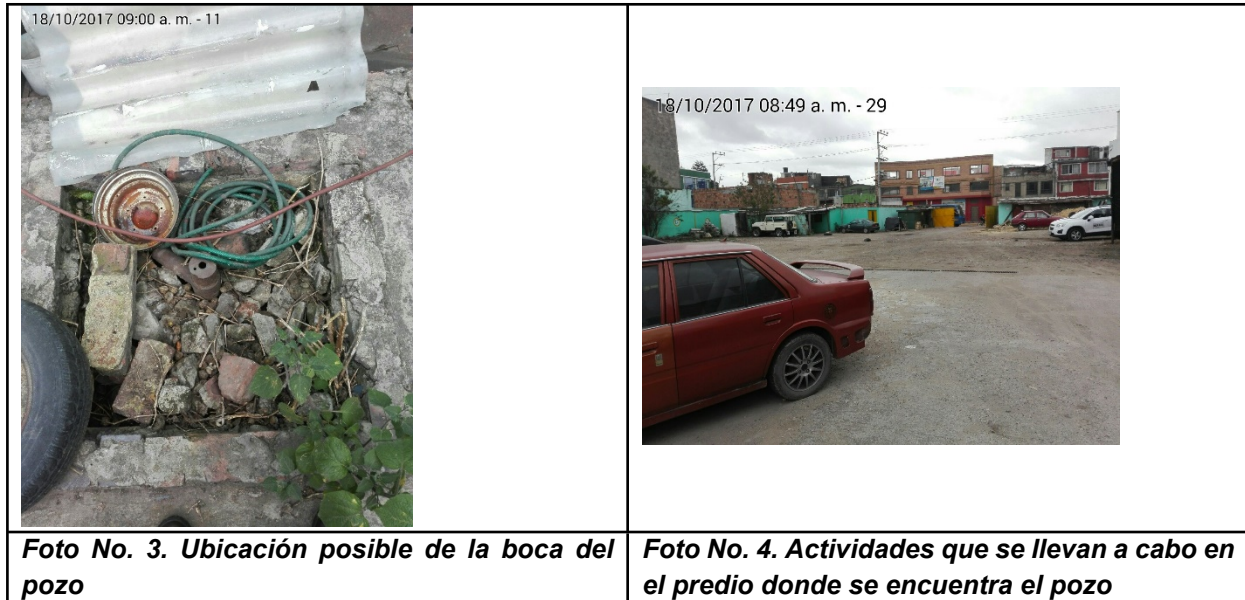 18/10/2017 09:00 a. m. - 11
18/10/2017 08:49 a. m. - 29
Foto No. 3. Ubicación posible de la boca del
pozo
Foto No. 4. Actividades que se llevan a cabo en
el predio donde se encuentra el pozo